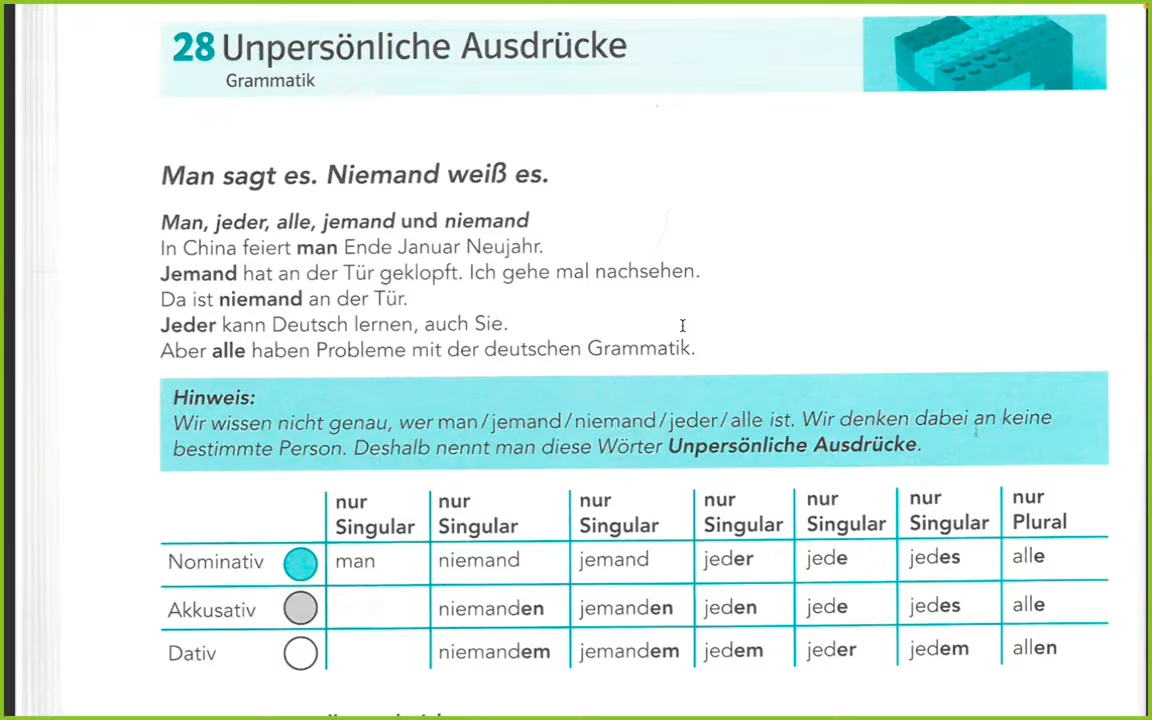 28 Unpersönliche Ausdrücke
Grammatik
Man sagt es. Niemand weiß es.
Man, jeder, alle, jemand und niemand
In China feiert man Ende Januar Neujahr.
Jemand hat an der Tür geklopft. Ich gehe mal nachsehen.
Da ist niemand an der Tür.
Jeder kann Deutsch lernen, auch Sie.
Aber alle haben Probleme mit der deutschen Grammatik.
Hinweis:
Wir wissen nicht genau, wer man/jemand/niemand/jeder/alle ist. Wir denken dabei an keine
bestimmte Person. Deshalb nennt man diese Wörter Unpersönliche Ausdrücke.
nur nur nur nur nur nur nur
Singular Singular Singular Singular Singular Singular Plural
Nominativ man niemand jemand jeder jede jedes alle
Akkusativ niemanden jemanden jeden jede jedes alle
Dativ niemandem jemandem jedem jeder jedem allen